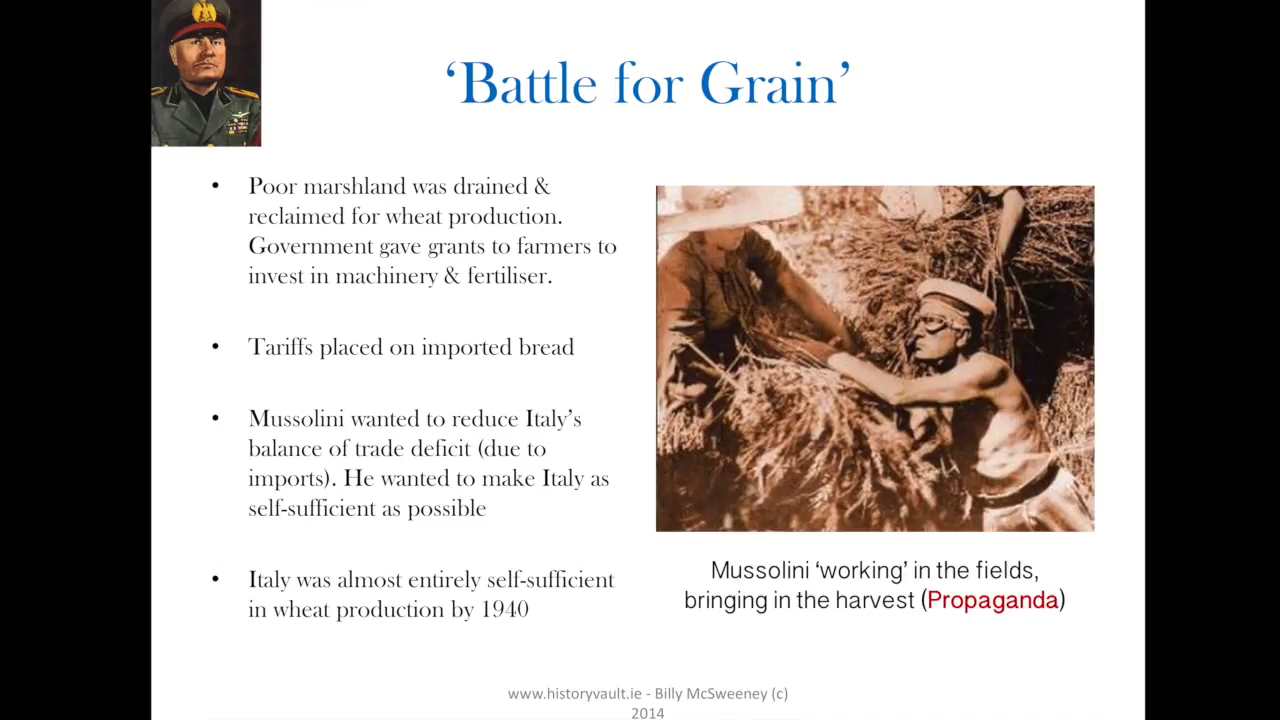 ‘Battle for Grain’
• Poor marshland was drained &
reclaimed for wheat production.
Government gave grants to farmers to
invest in machinery & fertiliser.
• Tariffs placed on imported bread
• Mussolini wanted to reduce Italy’s
balance of trade deficit (due to
imports). He wanted to make Italy as
self-sufficient as possible
• Italy was almost entirely self-sufficient
in wheat production by 1940
Mussolini ‘working’ in the fields,
bringing in the harvest (Propaganda)
www.historyvault.ie - Billy McSweeney (c)
2014